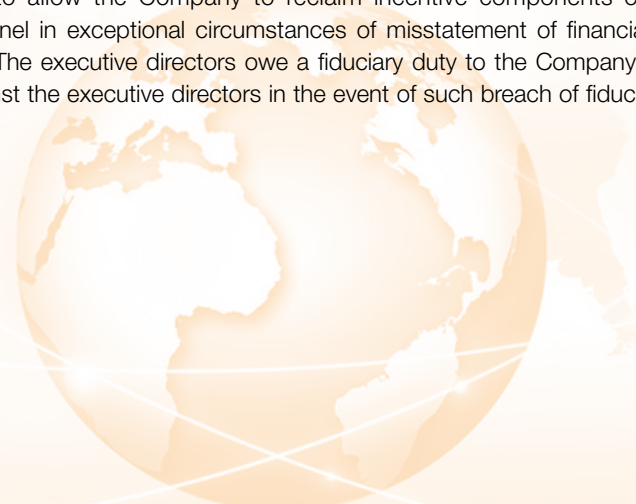 to allow the Company to reclaim incentive components
nel in exceptional circumstances of misstatement of financia
The executive directors owe a fiduciary duty to the Company
st the executive directors in the event of such breach of fiduc